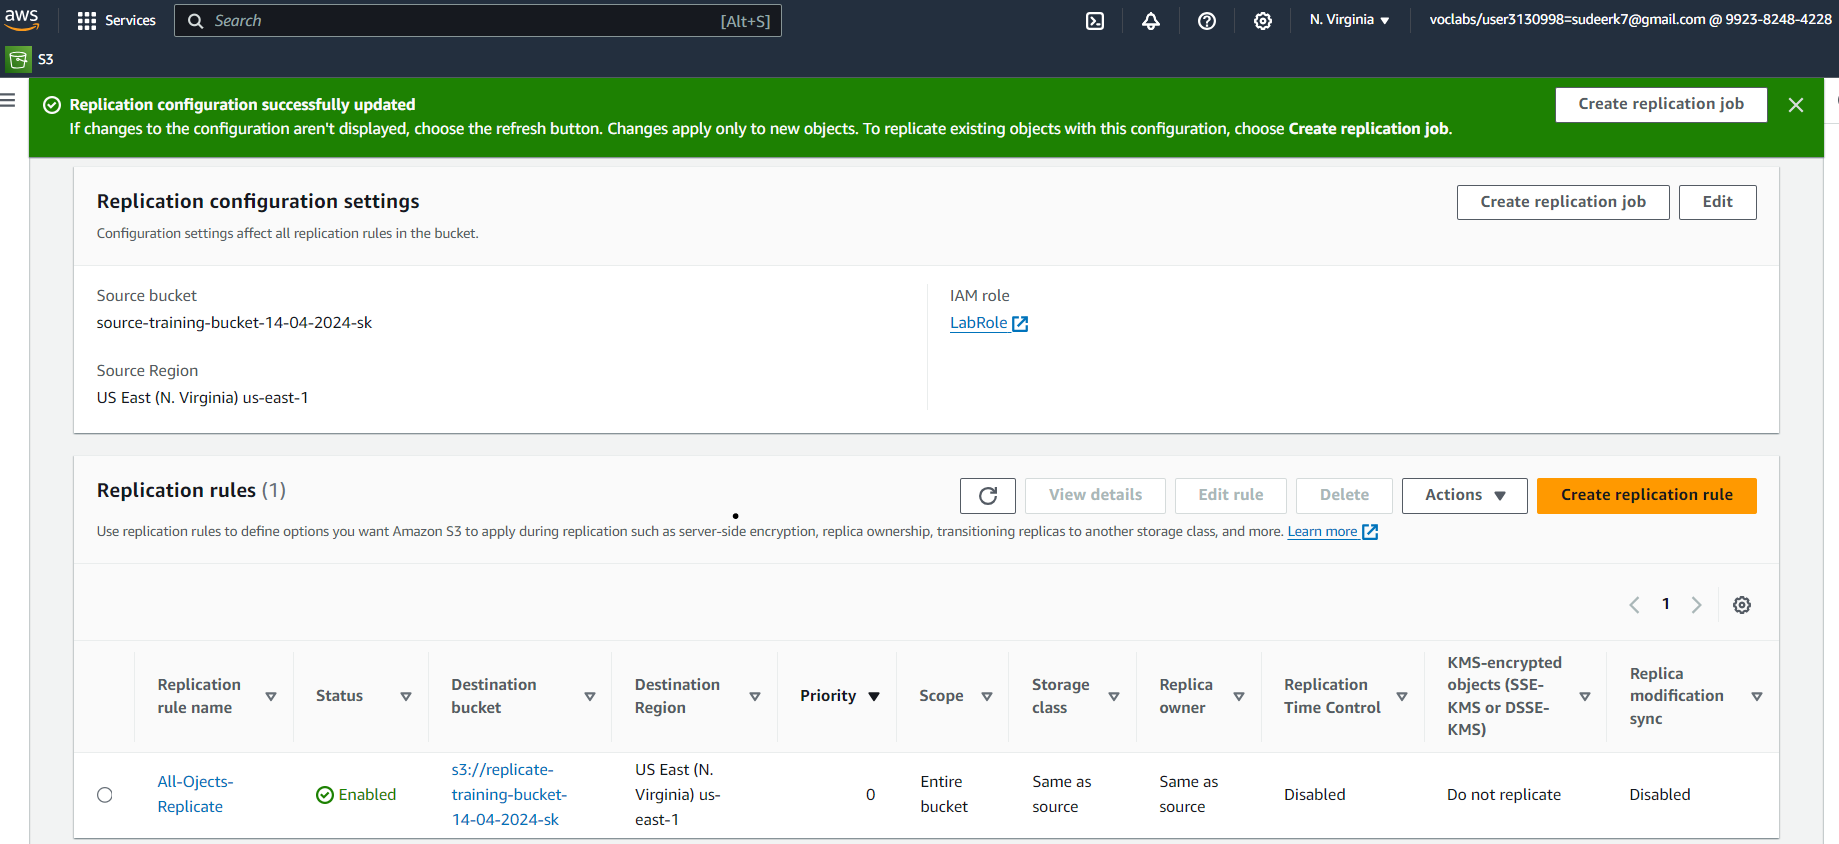 aws
Services
Search
[Alt+S]
N. Virginia
voclabs/user3130998=sudeerk7@gmail.com @ 9923-8248-4228
S3
Replication configuration successfully updated
If changes to the configuration aren't displayed, choose the refresh button. Changes apply only to new objects. To replicate existing objects with this configuration, choose Create replication job.
Create replication job
Replication configuration settings
Configuration settings affect all replication rules in the bucket.
Create replication job
Edit
Source bucket
source-training-bucket-14-04-2024-sk
Source Region
US East (N. Virginia) us-east-1
IAM role
LabRole
Replication rules (1)
View details
Edit rule
Delete
Actions
Create replication rule
Use replication rules to define options you want Amazon S3 to apply during replication such as server-side encryption, replica ownership, transitioning replicas to another storage class, and more. Learn more
1
Replication
rule name
Status
Destination
bucket
Destination
Region
Priority
Scope
Storage
class
Replica
owner
Replication
Time Control
KMS-encrypted
objects (SSE-
KMS or DSSE-
KMS)
Replica
modification
sync
All-Ojects-
Replicate
Enabled
s3://replicate-
training-bucket-
14-04-2024-sk
US East (N.
Virginia) us-
east-1
0
Entire
bucket
Same as
source
Same as
source
Disabled
Do not replicate
Disabled